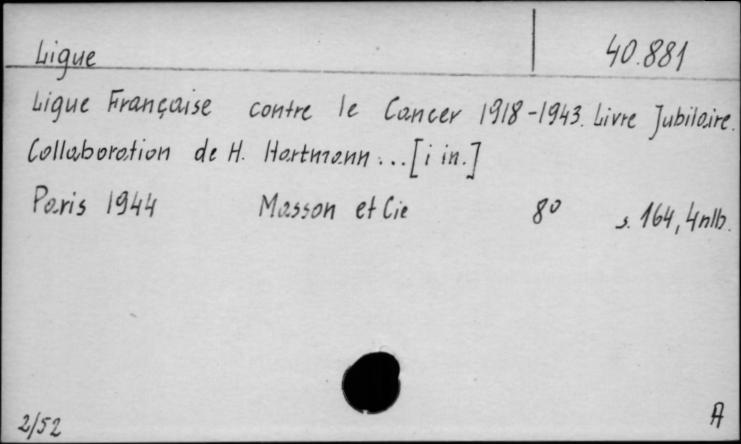 Ligue 40.881
Ligue Française contre le Cancer 1918-1943. Livre Jubilaire.
Collaboration de H. Hartmann... [i in.]
Paris 1944 Masson et Cie 8° s. 164, 4nlb.
2/52 A